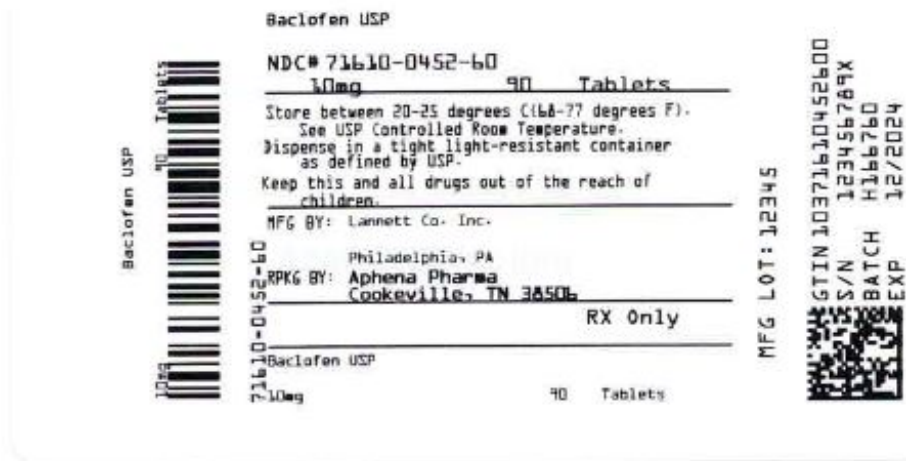 Baclofen USP
NDC# 71610-0452-60
10mg 90 Tablets
Store between 20-25 degrees C(68-77 degrees F).
See USP Controlled Room Temperature.
Dispense in a tight light-resistant container
as defined by USP.
Keep this and all drugs out of the reach of
children.
MFG BY: Lannett Co. Inc.
Philadelphia, PA
RPKG BY: Aphena Pharma
Cookeville, TN 38506
RX Only
Baclofen USP
10mg 90 Tablets
Baclofen USP
10mg 90 Tablets
71610-0452-60
MFG LOT: 12345
GTIN 10371610452600
S/N 123456789X
BATCH H166760
EXP 12/2024